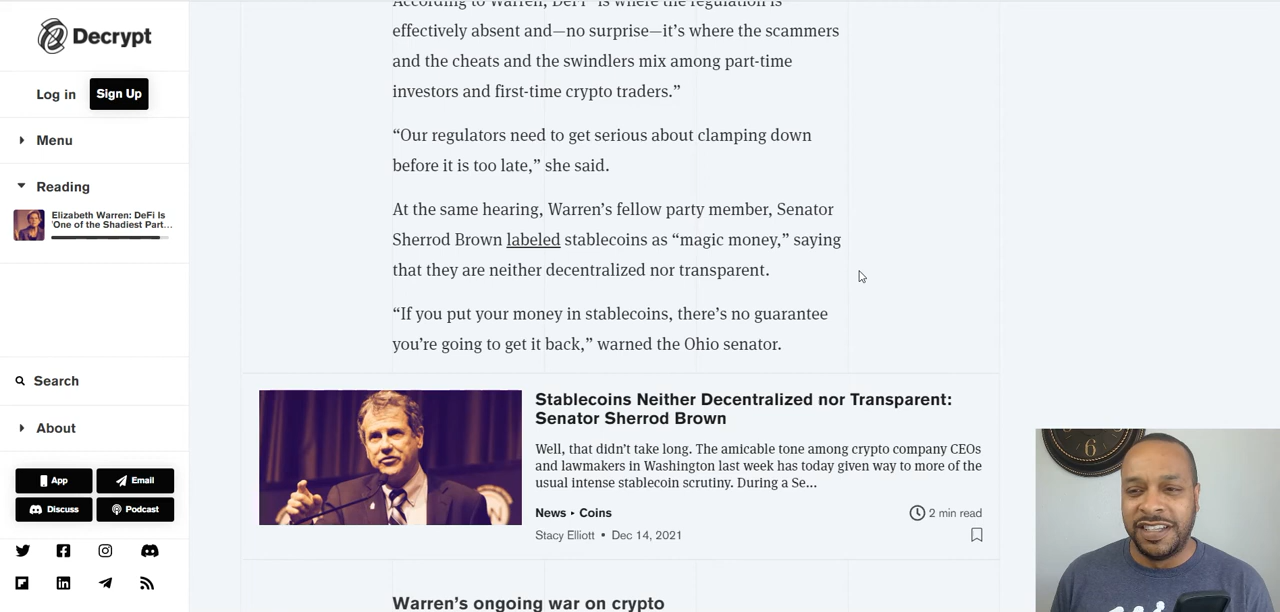 Decrypt
Log in
Sign Up
Menu
Reading
Elizabeth Warren: DeFi Is
'One of the Shadiest Part...
Search
About
App
Email
Discuss
Podcast
According to Warren, DeFi "is where the regulation is
effectively absent and—no surprise—it's where the scammers
and the cheats and the swindlers mix among part-time
investors and first-time crypto traders."
"Our regulators need to get serious about clamping down
before it is too late," she said.
At the same hearing, Warren's fellow party member, Senator
Sherrod Brown labeled stablecoins as "magic money," saying
that they are neither decentralized nor transparent.
"If you put your money in stablecoins, there's no guarantee
you're going to get it back," warned the Ohio senator.
Stablecoins Neither Decentralized nor Transparent:
Senator Sherrod Brown
Well, that didn't take long. The amicable tone among crypto company CEOs
and lawmakers in Washington last week has today given way to more of the
usual intense stablecoin scrutiny. During a Se...
News ▸ Coins
2 min read
Stacy Elliott • Dec 14, 2021
Warren's ongoing war on crypto